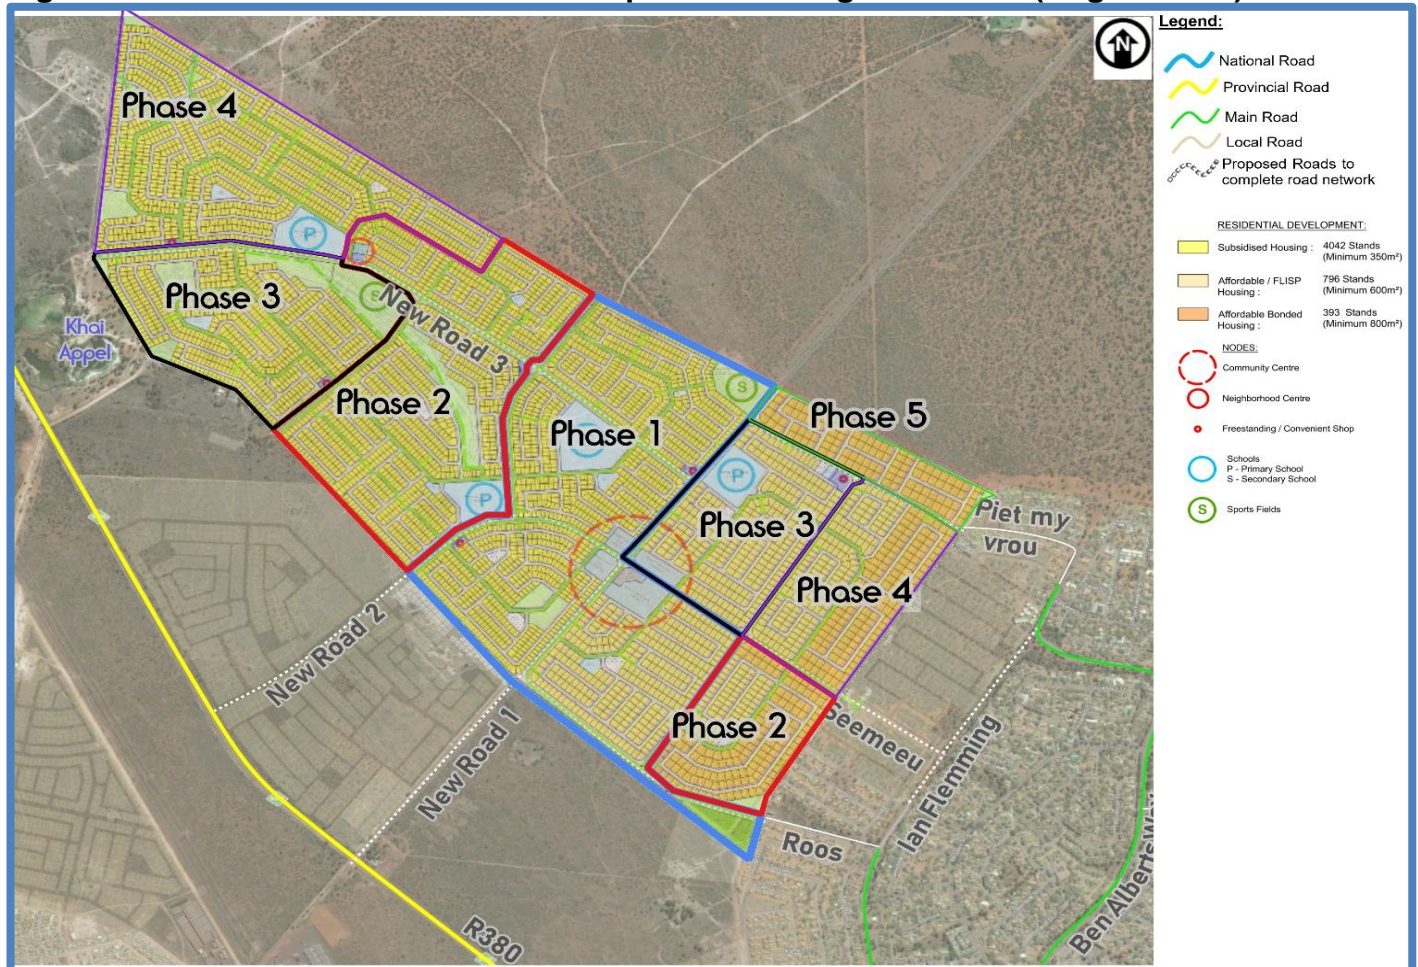 Legend:
N
National Road
Provincial Road
Main Road
Local Road
Proposed Roads to
complete road network
RESIDENTIAL DEVELOPMENT:
Subsidised Housing : 4042 Stands
(Minimum 350m²)
Affordable / FLISP
Housing :
796 Stands
(Minimum 600m²)
Affordable Bonded
Housing :
393 Stands
(Minimum 800m²)
NODES:
Community Centre
Neighborhood Centre
Freestanding / Convenient Shop
Schools
P - Primary School
S - Secondary School
S
Sports Fields
Phase 4
P
Phase 3
S
New Road 3
Khai
Appel
Phase 2
P
Phase 1
S
Phase 5
P
Phase 3
Piet my
vrou
Phase 4
New Road 2
New Road 1
Phase 2
Seemeeu
Ian Flemming
Roos
R380